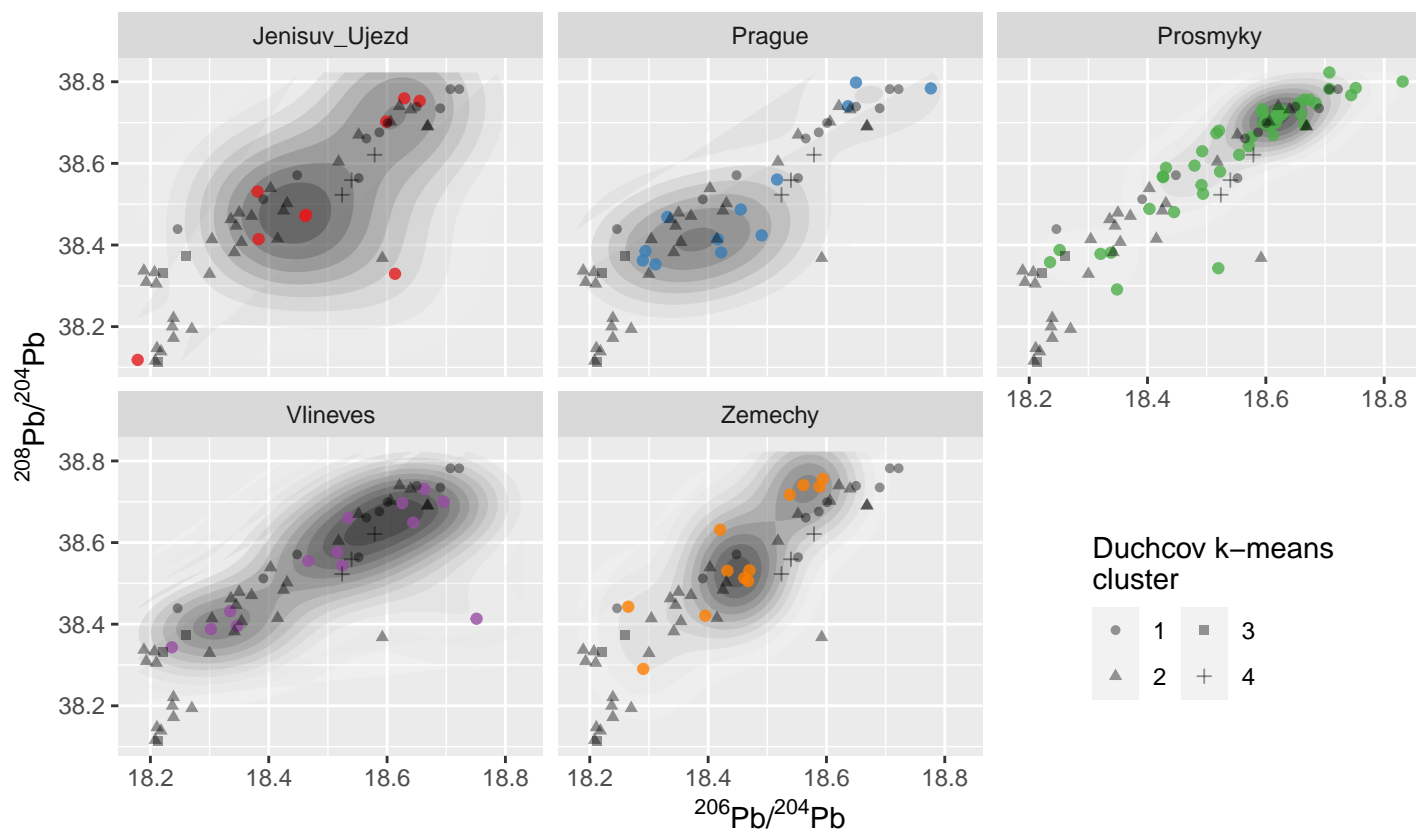 Jenisuv_Ujezd Prague Prosmyky
38.8
38.6
38.4
38.2
18.2 18.4 18.6 18.8
Vlineves Zemechy
38.8
38.6
38.4
38.2
18.2 18.4 18.6 18.8 18.2 18.4 18.6 18.8
²⁰⁸Pb/²⁰⁴Pb
²⁰⁶Pb/²⁰⁴Pb
Duchcov k−means
cluster
1 3
2 4